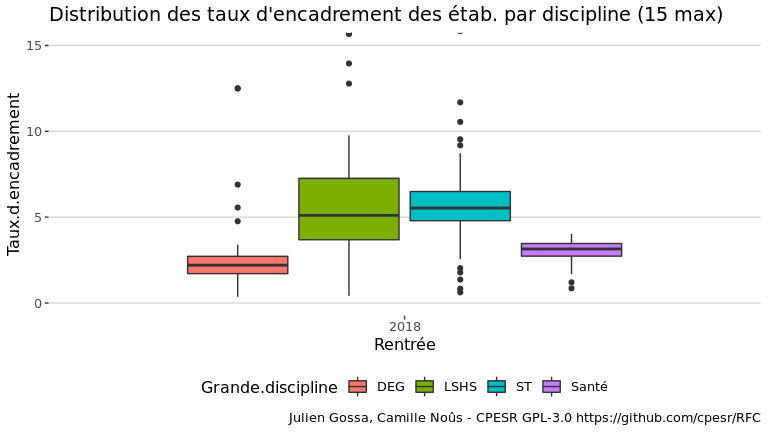 Distribution des taux d'encadrement des étab. par discipline (15 max)
Taux.d.encadrement
15
10
5
0
2018
Rentrée
Grande.discipline DEG LSHS ST Santé
Julien Gossa, Camille Noûs - CPESR GPL-3.0 https://github.com/cpesr/RFC